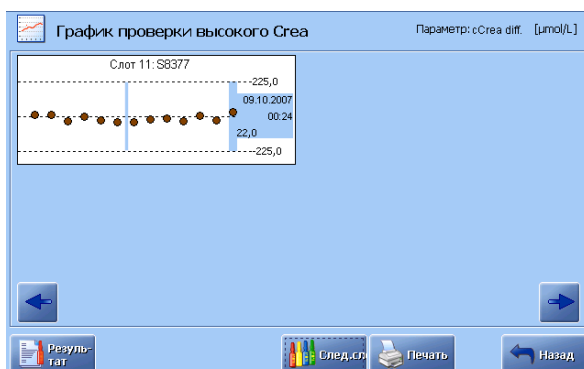 График проверки высокого Crea
Параметр: cCrea diff. [µmol/L]
Слот 11: S8377
225,0
09.10.2007
00:24
22,0
-225,0
Резуль-
тат
След.сл
Печать
Назад